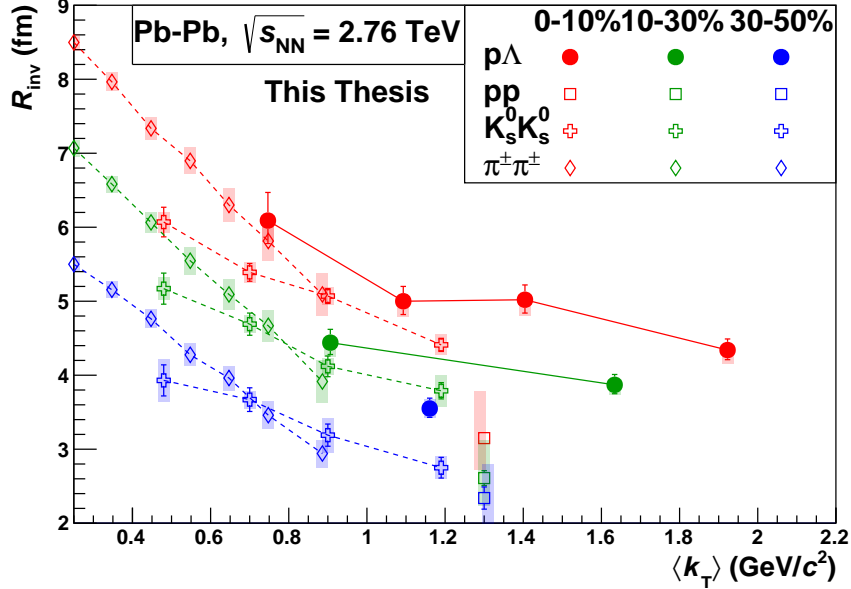 R_inv (fm)
9
8
7
6
5
4
3
2
Pb-Pb, √s_NN = 2.76 TeV
This Thesis
0-10% 10-30% 30-50%
pΛ
pp
K⁰_s K⁰_s
π^± π^±
0.4 0.6 0.8 1 1.2 1.4 1.6 1.8 2 2.2
⟨k_T⟩ (GeV/c²)